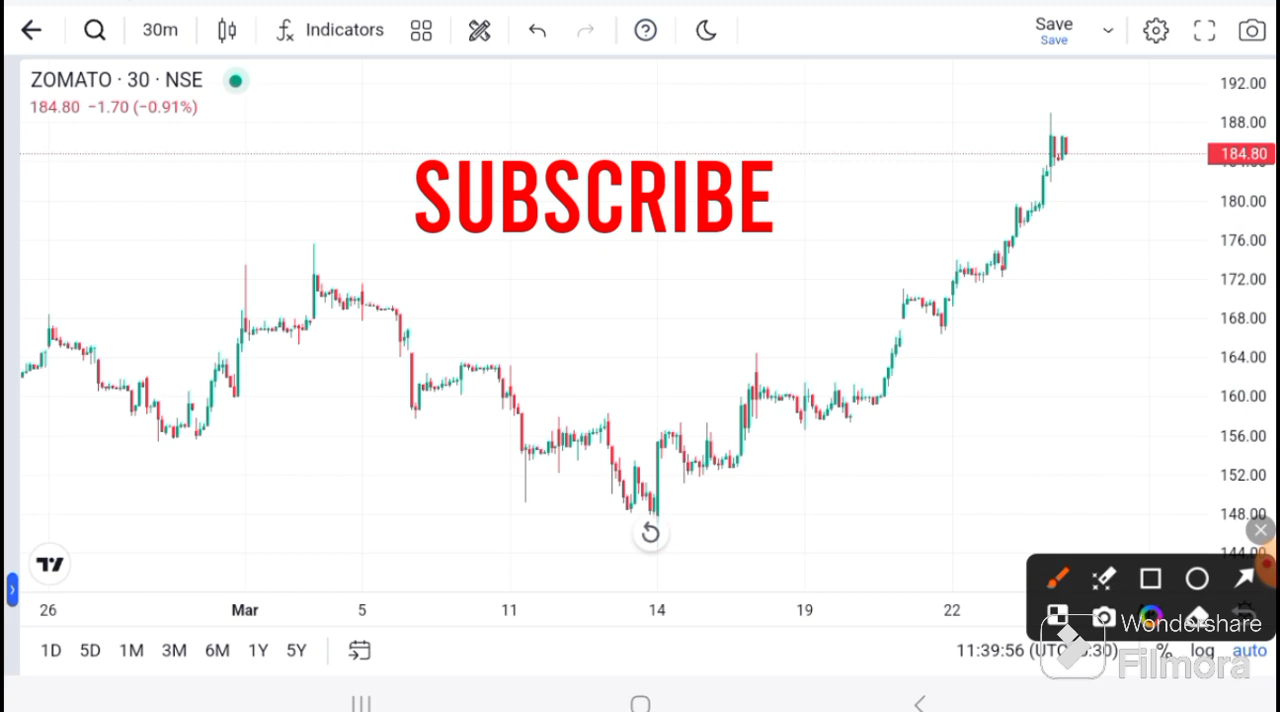 30m Indicators Save
Save
ZOMATO · 30 · NSE
184.80 −1.70 (−0.91%)
SUBSCRIBE
192.00
188.00
184.80
180.00
176.00
172.00
168.00
164.00
160.00
156.00
152.00
148.00
144.00
26 Mar 5 11 14 19 22
1D 5D 1M 3M 6M 1Y 5Y
11:39:56 (UTC % log auto
Wondershare
Filmora